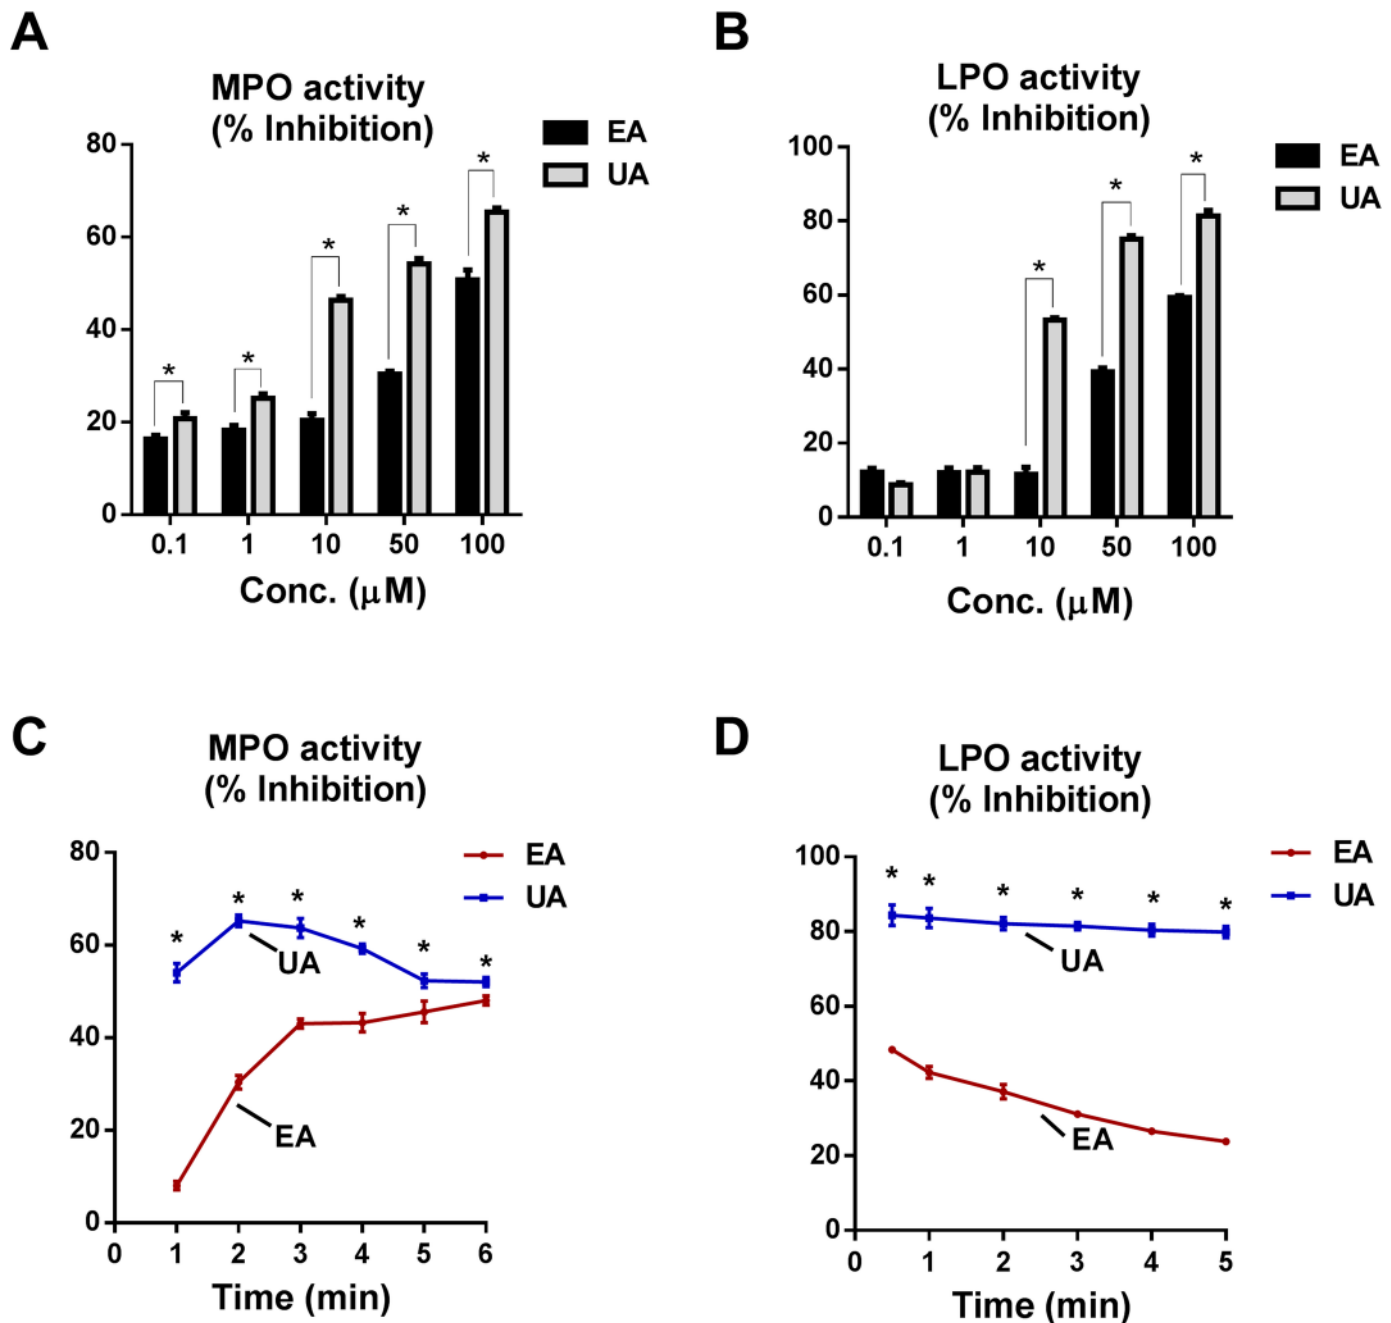 A
MPO activity
(% Inhibition)
EA
UA
80
60
40
20
0
*
*
*
*
*
0.1 1 10 50 100
Conc. (μM)
B
LPO activity
(% Inhibition)
EA
UA
100
80
60
40
20
0
*
*
*
0.1 1 10 50 100
Conc. (μM)
C
MPO activity
(% Inhibition)
EA
UA
80
60
40
20
0
* * * * * *
UA
EA
0 1 2 3 4 5 6
Time (min)
D
LPO activity
(% Inhibition)
EA
UA
100
80
60
40
20
0
* * * * * *
UA
EA
0 1 2 3 4 5
Time (min)